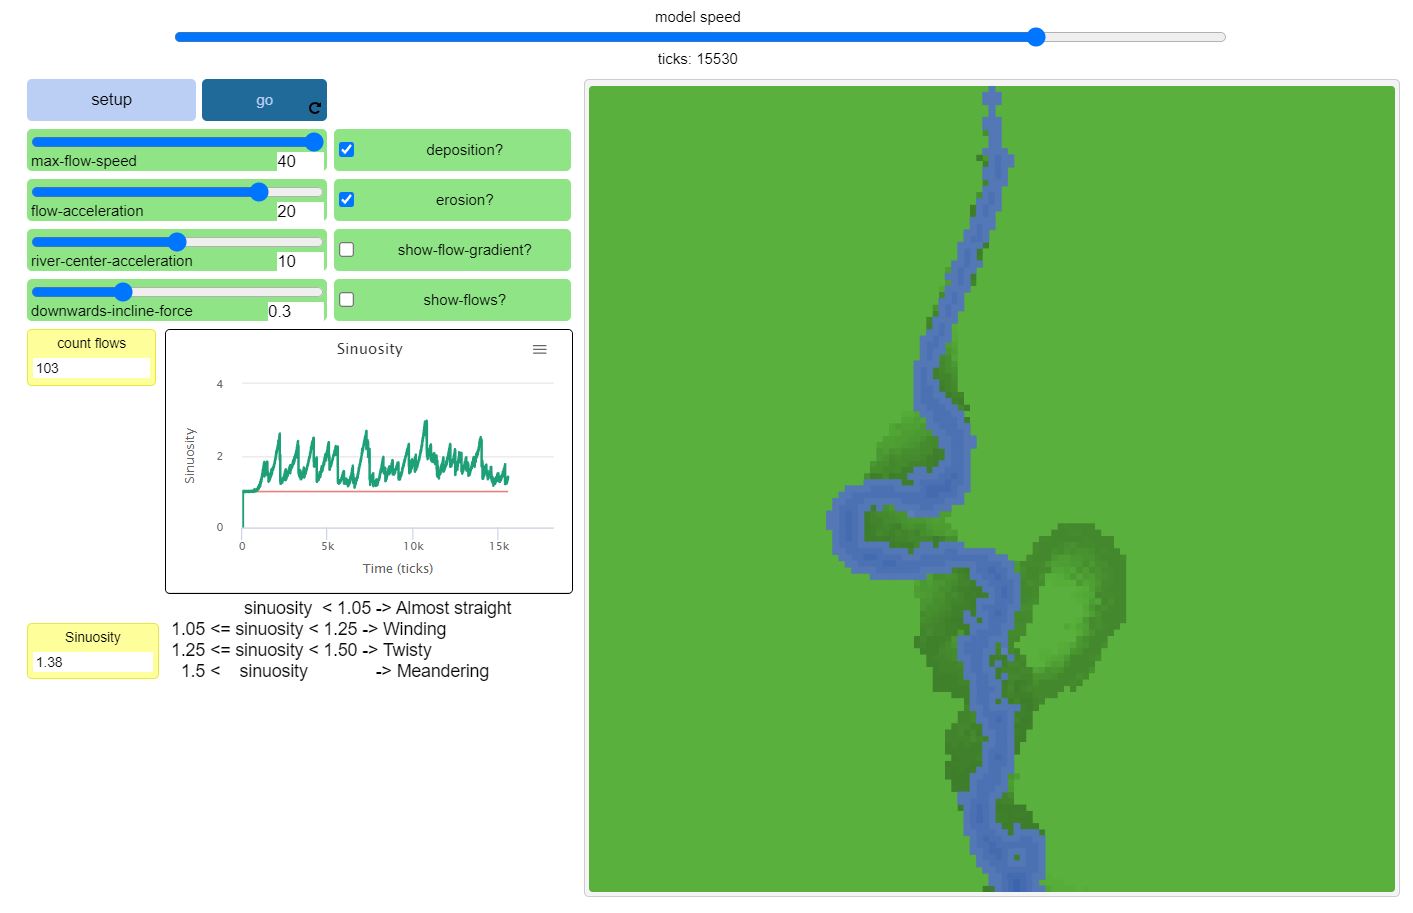 model speed
ticks: 15530
setup
go
max-flow-speed
40
deposition?
flow-acceleration
20
erosion?
river-center-acceleration
10
show-flow-gradient?
downwards-incline-force
0.3
show-flows?
count flows
103
Sinuosity
4
2
0
Sinuosity
0
5k
10k
15k
Time (ticks)
sinuosity < 1.05 -> Almost straight
1.05 <= sinuosity < 1.25 -> Winding
1.25 <= sinuosity < 1.50 -> Twisty
1.5 < sinuosity -> Meandering
Sinuosity
1.38